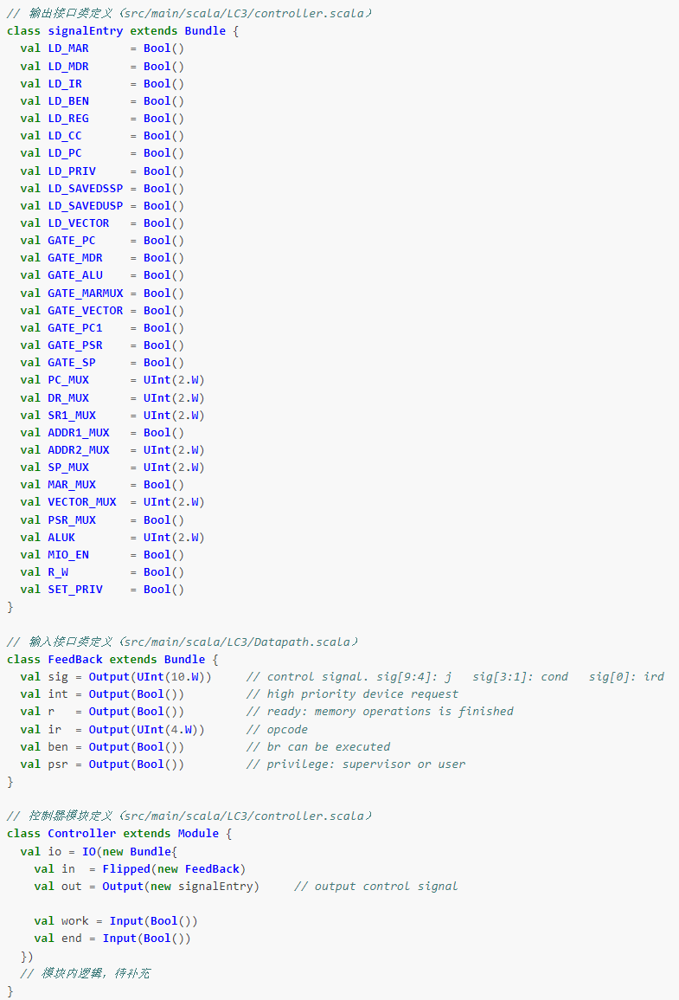 // 输出接口类定义（src/main/scala/LC3/controller.scala）
class signalEntry extends Bundle {
  val LD_MAR      = Bool()
  val LD_MDR      = Bool()
  val LD_IR       = Bool()
  val LD_BEN      = Bool()
  val LD_REG      = Bool()
  val LD_CC       = Bool()
  val LD_PC       = Bool()
  val LD_PRIV     = Bool()
  val LD_SAVEDSSP = Bool()
  val LD_SAVEDUSP = Bool()
  val LD_VECTOR   = Bool()
  val GATE_PC     = Bool()
  val GATE_MDR    = Bool()
  val GATE_ALU    = Bool()
  val GATE_MARMUX = Bool()
  val GATE_VECTOR = Bool()
  val GATE_PC1    = Bool()
  val GATE_PSR    = Bool()
  val GATE_SP     = Bool()
  val PC_MUX      = UInt(2.W)
  val DR_MUX      = UInt(2.W)
  val SR1_MUX     = UInt(2.W)
  val ADDR1_MUX   = Bool()
  val ADDR2_MUX   = UInt(2.W)
  val SP_MUX      = UInt(2.W)
  val MAR_MUX     = Bool()
  val VECTOR_MUX  = UInt(2.W)
  val PSR_MUX     = Bool()
  val ALUK        = UInt(2.W)
  val MIO_EN      = Bool()
  val R_W         = Bool()
  val SET_PRIV    = Bool()
}
// 输入接口类定义（src/main/scala/LC3/Datapath.scala）
class FeedBack extends Bundle {
  val sig = Output(UInt(10.W))     // control signal. sig[9:4]: j   sig[3:1]: cond   sig[0]: ird
  val int = Output(Bool())         // high priority device request
  val r   = Output(Bool())         // ready: memory operations is finished
  val ir  = Output(UInt(4.W))      // opcode
  val ben = Output(Bool())         // br can be executed
  val psr = Output(Bool())         // privilege: supervisor or user
}
// 控制器模块定义（src/main/scala/LC3/controller.scala）
class Controller extends Module {
  val io = IO(new Bundle{
    val in  = Flipped(new FeedBack)
    val out = Output(new signalEntry)     // output control signal
    val work = Input(Bool())
    val end = Input(Bool())
  })
  // 模块内逻辑，待补充
}